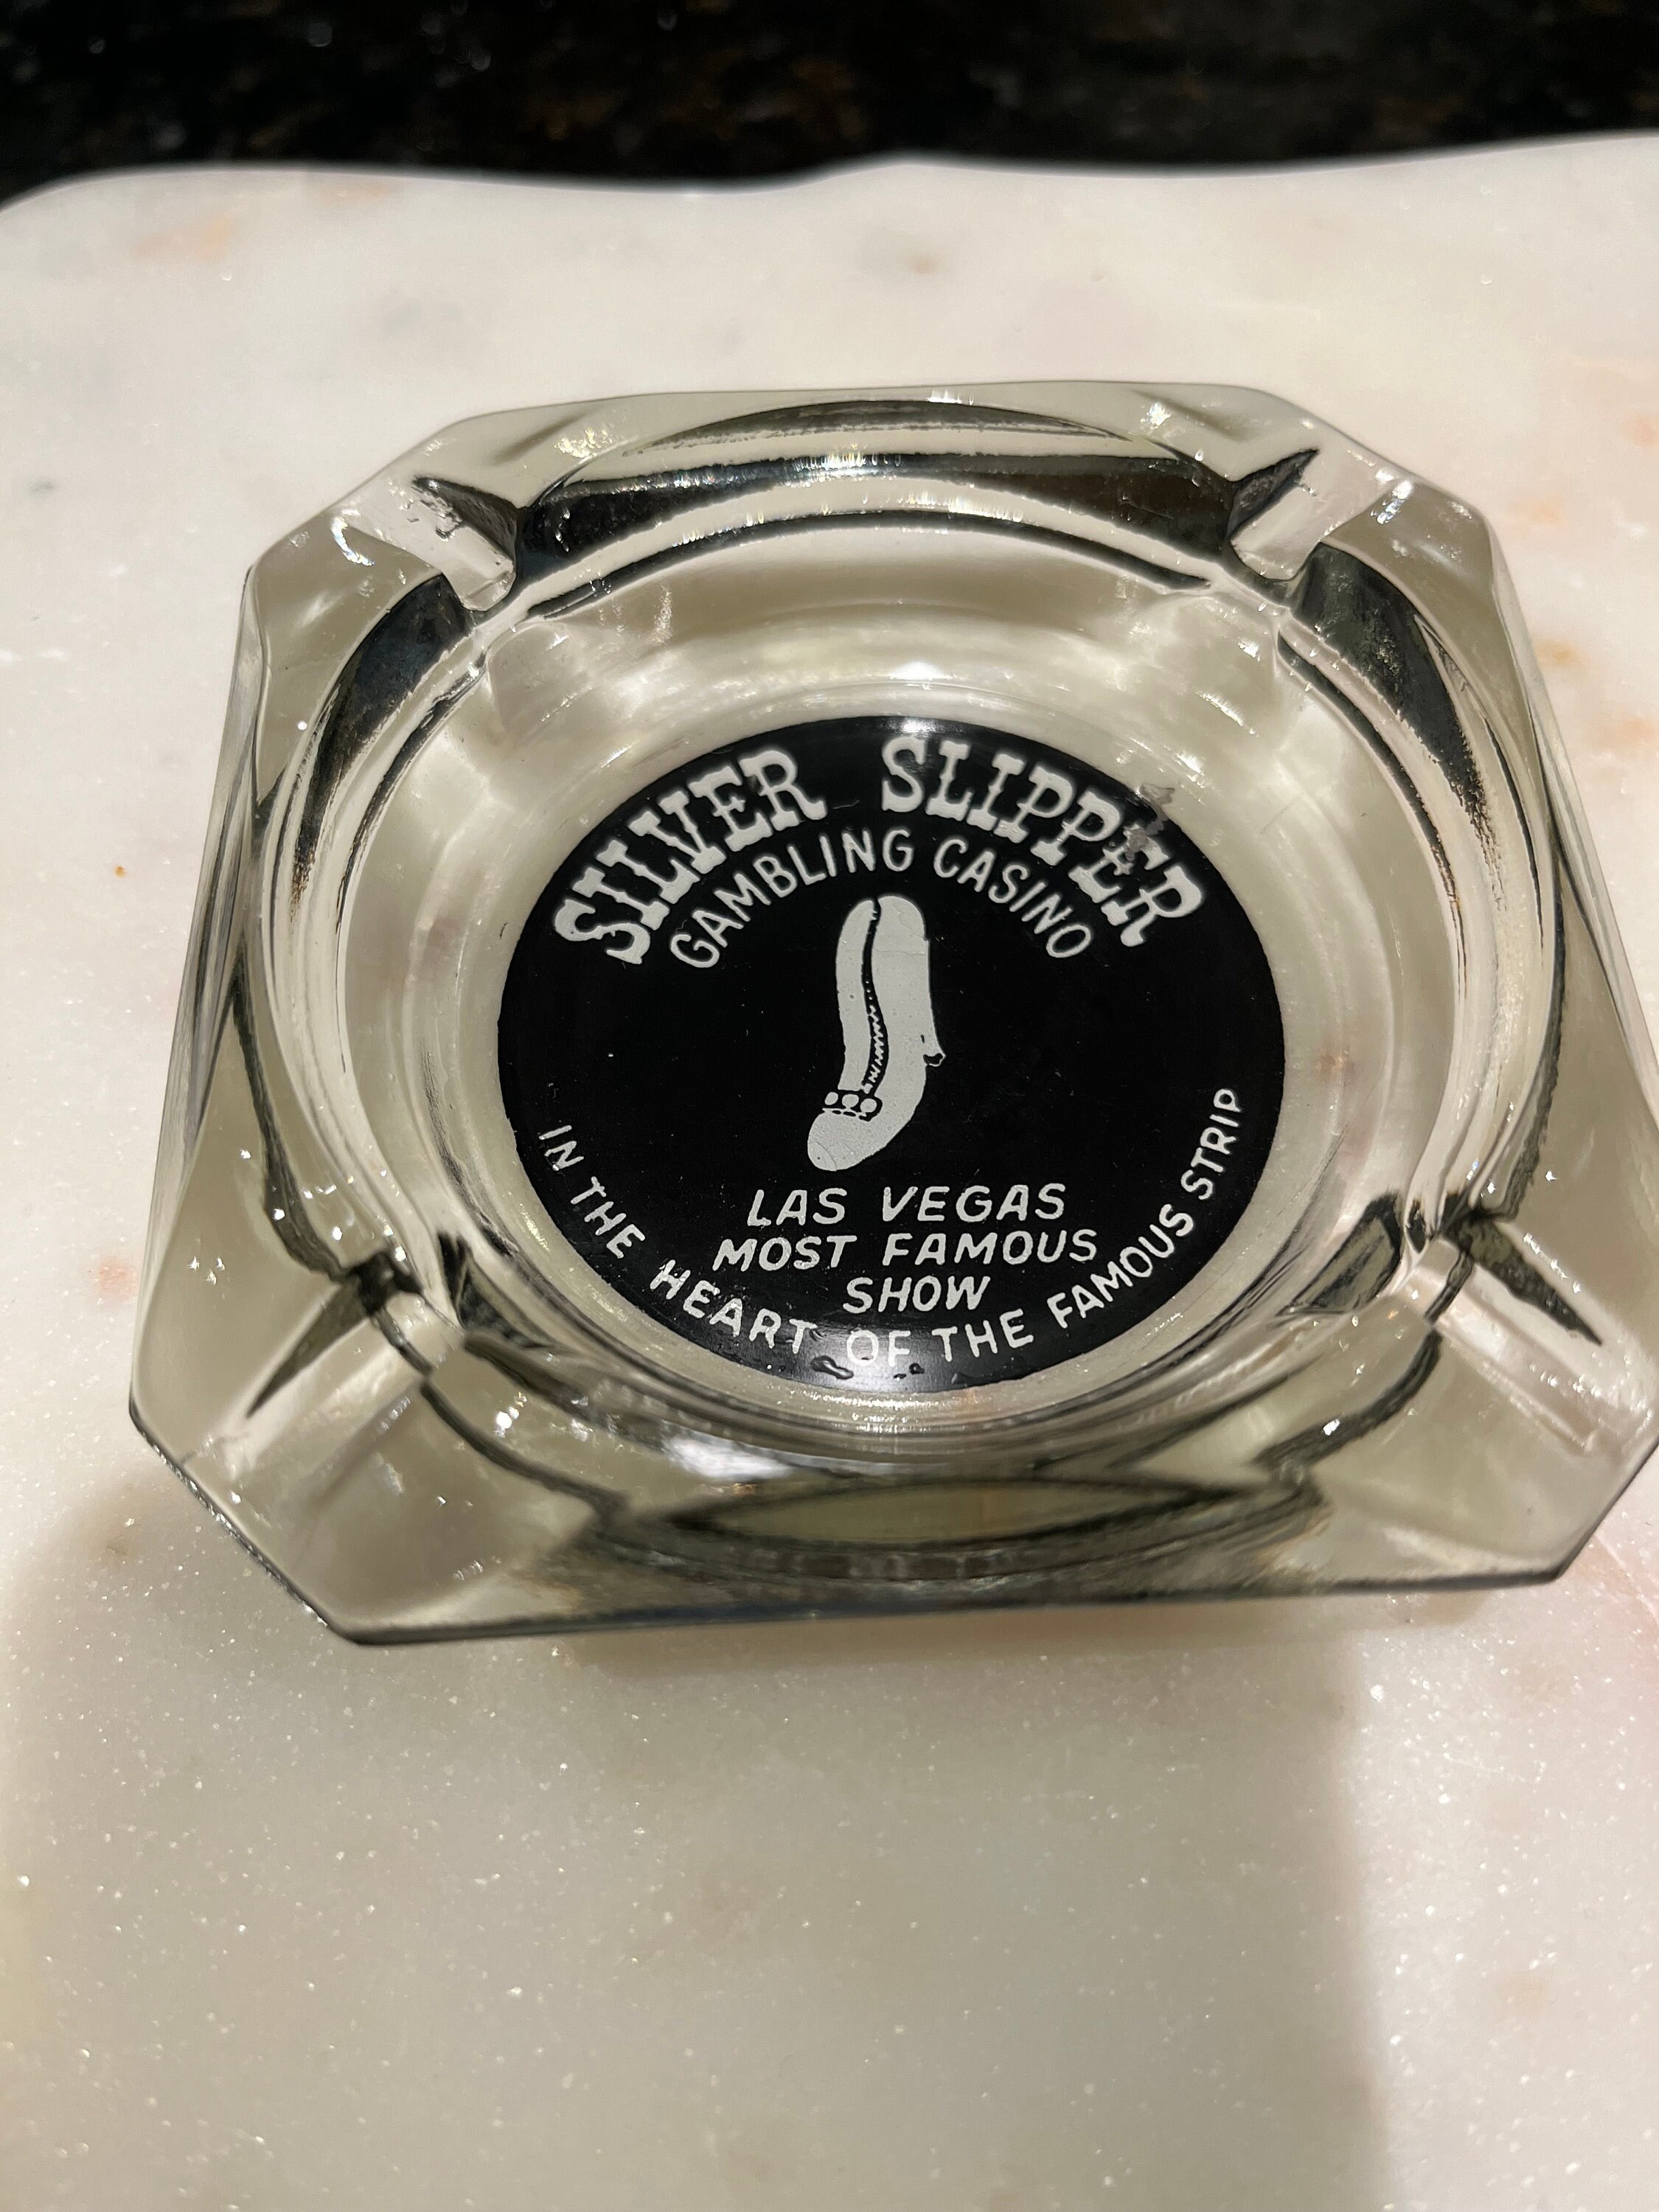 SILVER SLIPPER
GAMBLING CASINO
LAS VEGAS
MOST FAMOUS
SHOW
IN THE HEART OF THE FAMOUS STRIP